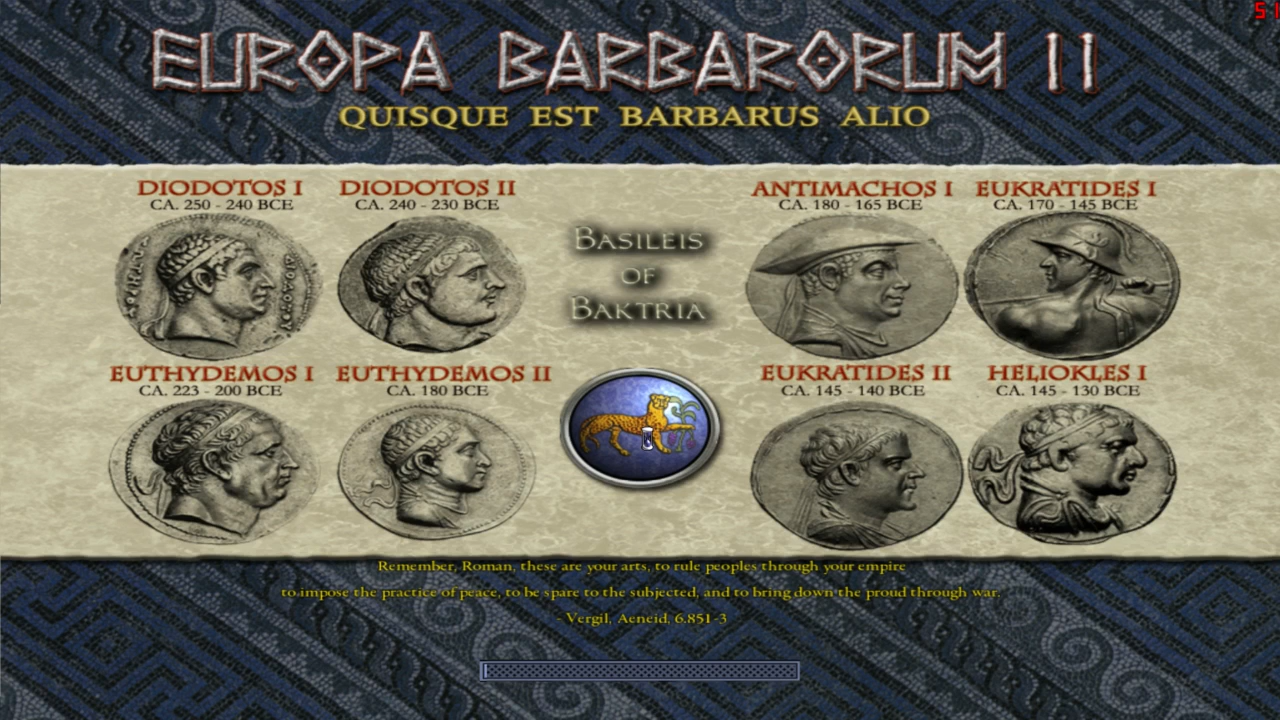 EUROPA BARBARORUM II
QUISQUE EST BARBARUS ALIO
DIODOTOS I
CA. 250 - 240 BCE
DIODOTOS II
CA. 240 - 230 BCE
BASILEIS
OF
BAKTRIA
ANTIMACHOS I
CA. 180 - 165 BCE
EUKRATIDES I
CA. 170 - 145 BCE
EUTHYDEMOS I
CA. 223 - 200 BCE
EUTHYDEMOS II
CA. 180 BCE
EUKRATIDES II
CA. 145 - 140 BCE
HELIOKLES I
CA. 145 - 130 BCE
Remember, Roman, these are your arts, to rule peoples through your empire
to impose the practice of peace, to be spare to the subjected, and to bring down the proud through war.
- Vergil, Aeneid, 6.851-3